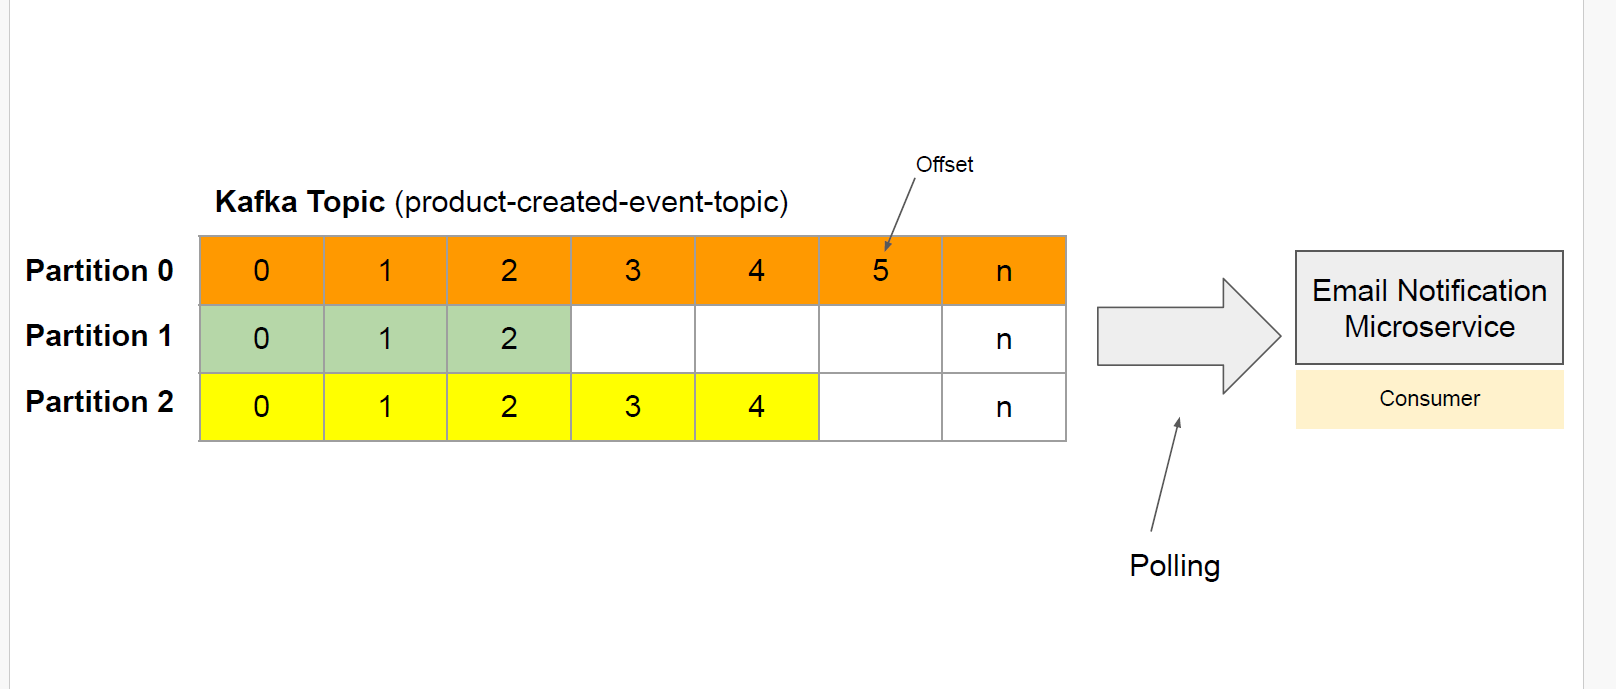 Offset
Kafka Topic (product-created-event-topic)
Partition 0 0 1 2 3 4 5 n
Partition 1 0 1 2 n
Partition 2 0 1 2 3 4 n
Email Notification
Microservice
Consumer
Polling